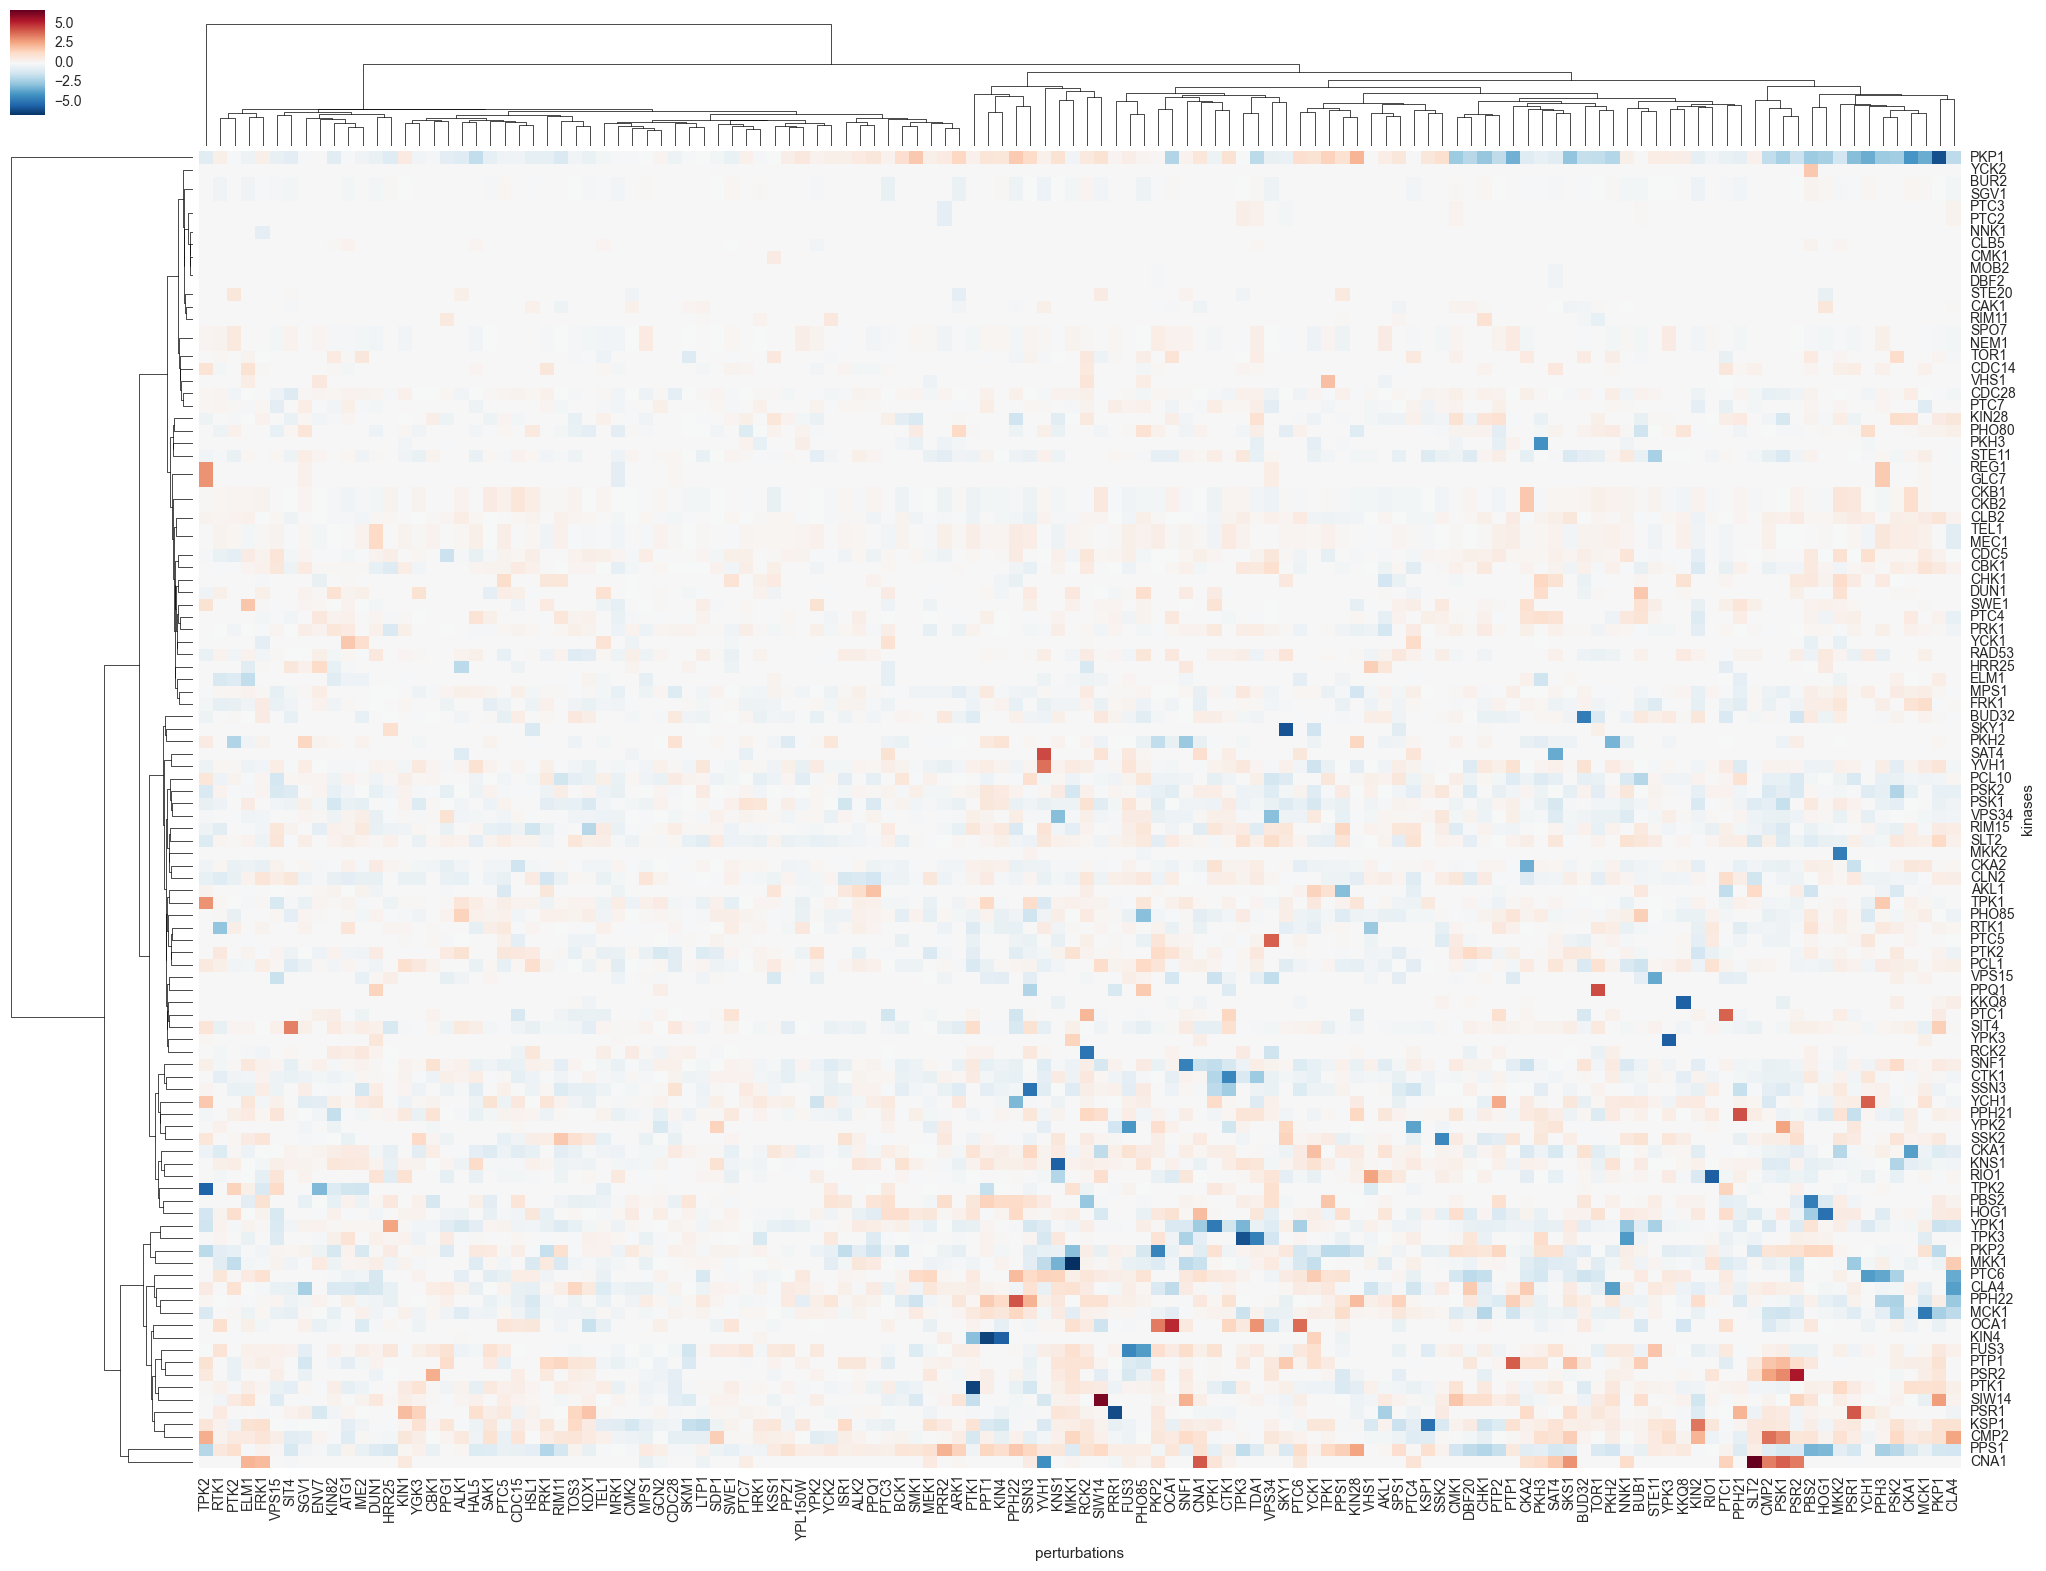 5.0
2.5
0.0
−2.5
−5.0
PKP1
YCK2
BUR2
SGV1
PTC3
PTC2
NNK1
CLB5
CMK1
MOB2
DBF2
STE20
CAK1
RIM11
SPO7
NEM1
TOR1
CDC14
VHS1
CDC28
PTC7
KIN28
PHO80
PKH3
STE11
REG1
GLC7
CKB1
CKB2
CLB2
TEL1
MEC1
CDC5
CBK1
CHK1
DUN1
SWE1
PTC4
PRK1
YCK1
RAD53
HRR25
ELM1
MPS1
FRK1
BUD32
SKY1
PKH2
SAT4
YVH1
PCL10
PSK2
PSK1
VPS34
RIM15
SLT2
MKK2
CKA2
CLN2
AKL1
TPK1
PHO85
RTK1
PTC5
PTK2
PCL1
VPS15
PPQ1
KKQ8
PTC1
SIT4
YPK3
RCK2
SNF1
CTK1
SSN3
YCH1
PPH21
YPK2
SSK2
CKA1
KNS1
RIO1
TPK2
PBS2
HOG1
YPK1
TPK3
PKP2
MKK1
PTC6
CLA4
PPH22
MCK1
OCA1
KIN4
FUS3
PTP1
PSR2
PTK1
SIW14
PSR1
KSP1
CMP2
PPS1
CNA1
kinases
TPK2
RTK1
PTK2
ELM1
FRK1
VPS15
SIT4
SGV1
ENV7
KIN82
ATG1
IME2
DUN1
HRR25
KIN1
YGK3
CBK1
PPG1
ALK1
HAL5
SAK1
PTC5
CDC15
HSL1
PRK1
RIM11
TOS3
KDX1
TEL1
MRK1
CMK2
MPS1
GCN2
CDC28
SKM1
LTP1
SDP1
SWE1
PTC7
HRK1
KSS1
PPZ1
YPL150W
YPK2
YCK2
ISR1
ALK2
PPQ1
PTC3
BCK1
SMK1
MEK1
PRR2
ARK1
PTK1
PPT1
KIN4
PPH22
SSN3
YVH1
KNS1
MKK1
RCK2
SIW14
PRR1
FUS3
PHO85
PKP2
OCA1
SNF1
CNA1
YPK1
CTK1
TPK3
TDA1
VPS34
SKY1
PTC6
YCK1
TPK1
PPS1
KIN28
VHS1
AKL1
SPS1
PTC4
KSP1
SSK2
CMK1
DBF20
CHK1
PTP2
PTP1
CKA2
PKH3
SAT4
SKS1
BUD32
TOR1
PKH2
NNK1
BUB1
STE11
YPK3
KKQ8
KIN2
RIO1
PTC1
PPH21
SLT2
CMP2
PSK1
PSR2
PBS2
HOG1
MKK2
PSR1
YCH1
PPH3
PSK2
CKA1
MCK1
PKP1
CLA4
perturbations